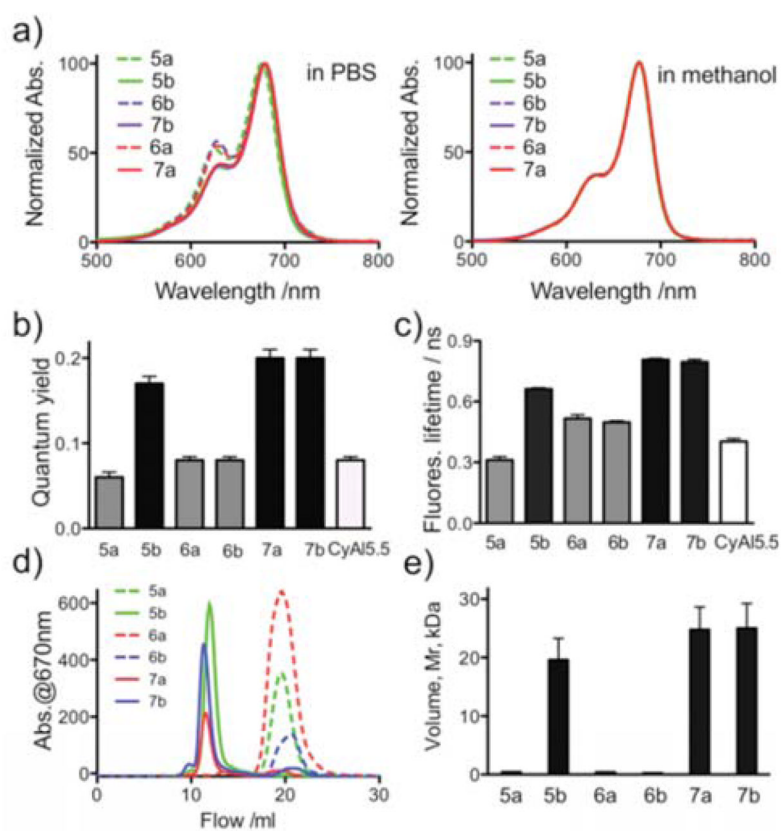 a)
5a
5b
6b
7b
6a
7a
in PBS
Normalized Abs.
100
50
0
500 600 700 800
Wavelength /nm
5a
5b
6b
7b
6a
7a
in methanol
Normalized Abs.
100
50
0
500 600 700 800
Wavelength /nm
b)
Quantum yield
0.2
0.1
0.0
5a 5b 6a 6b 7a 7b CyAl5.5
c)
Fluores. lifetime / ns
0.9
0.6
0.3
0.0
5a 5b 6a 6b 7a 7b CyAl5.5
d)
5a
5b
6a
6b
7a
7b
Abs.@670nm
600
400
200
0
0 10 20 30
Flow /ml
e)
Volume, Mr, kDa
30
20
10
0
5a 5b 6a 6b 7a 7b